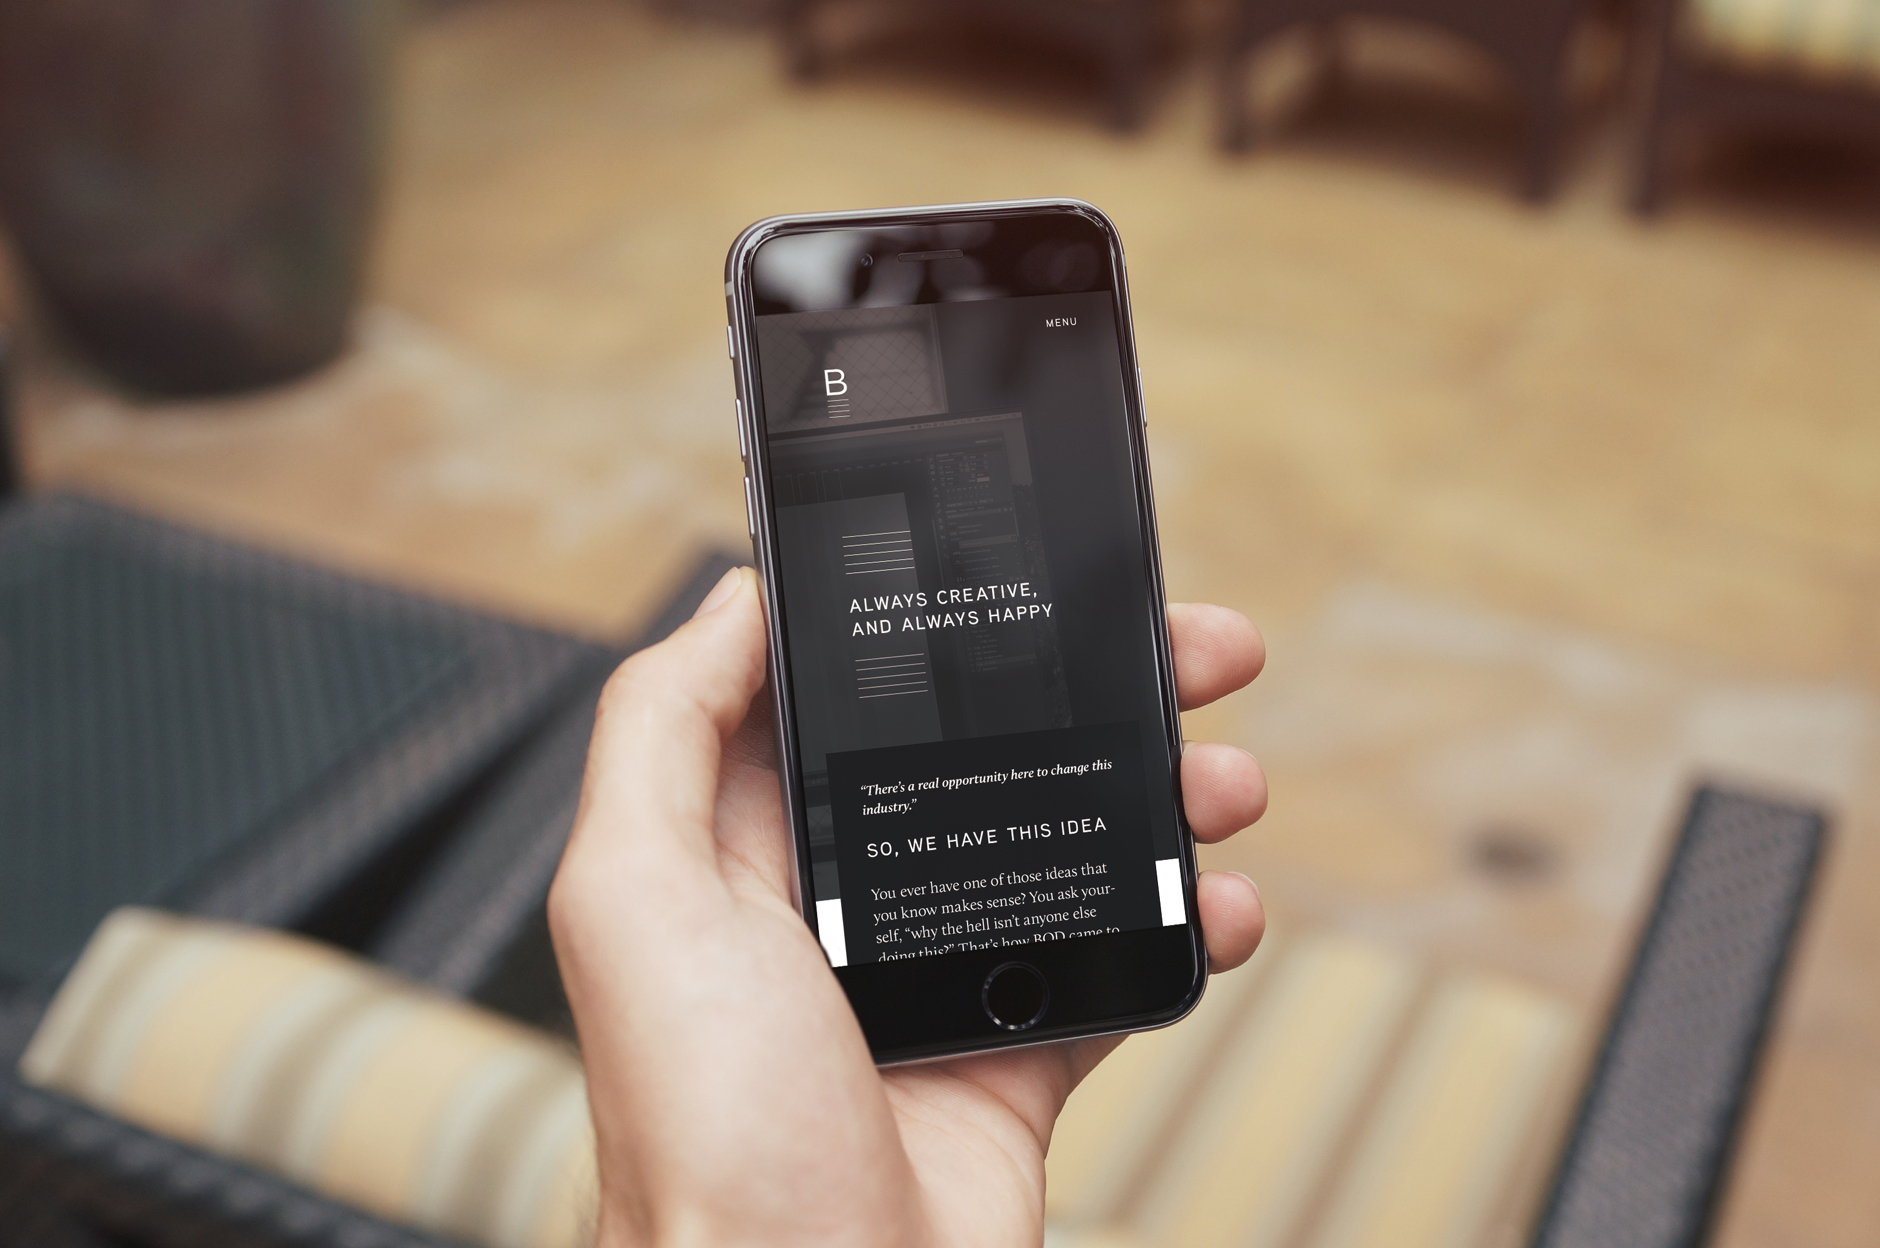 MENU
B
ALWAYS CREATIVE,
AND ALWAYS HAPPY
“There’s a real opportunity here to change this
industry.”
SO, WE HAVE THIS IDEA
You ever have one of those ideas that
you know makes sense? You ask your-
self, “why the hell isn’t anyone else
doing this?” That’s how BOD came to